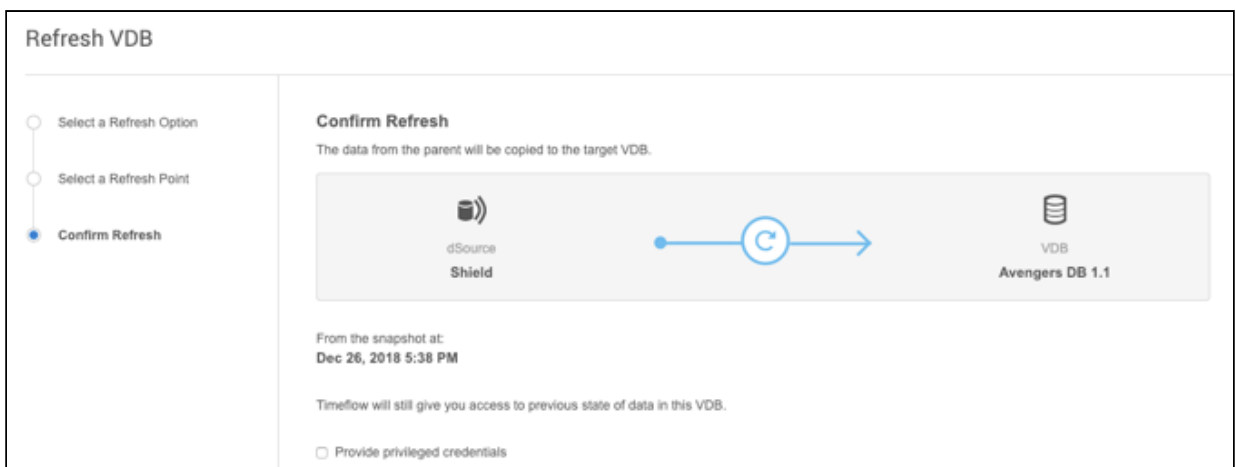 Refresh VDB
Select a Refresh Option
Select a Refresh Point
Confirm Refresh
Confirm Refresh
The data from the parent will be copied to the target VDB.
dSource
Shield
VDB
Avengers DB 1.1
From the snapshot at:
Dec 26, 2018 5:38 PM
Timeflow will still give you access to previous state of data in this VDB.
Provide privileged credentials